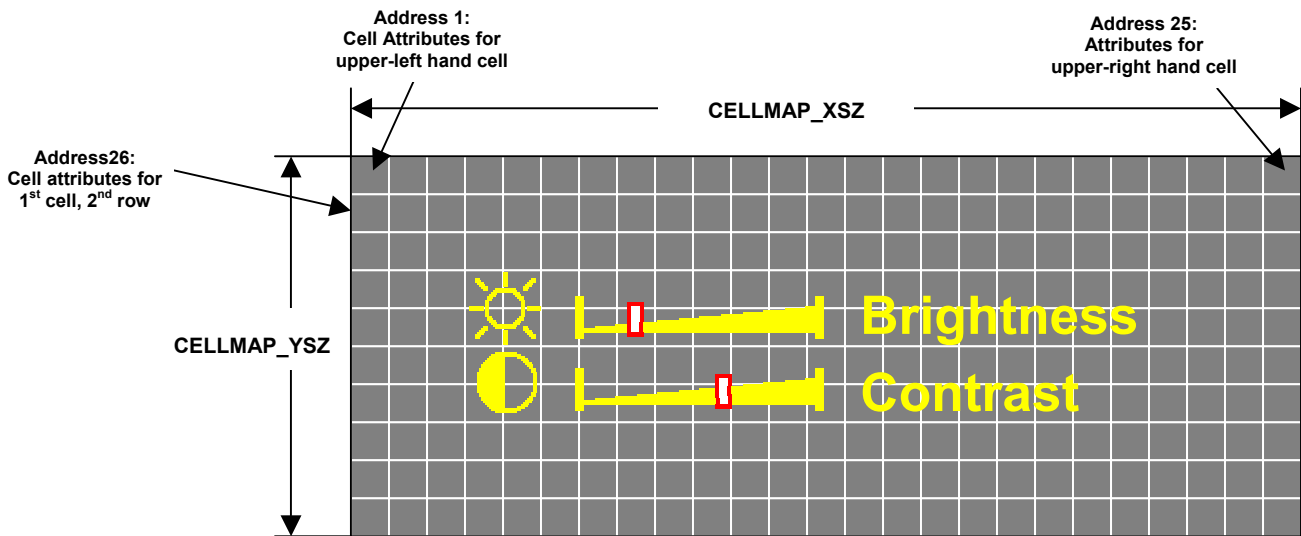 Address 1:
Cell Attributes for
upper-left hand cell
Address 25:
Attributes for
upper-right hand cell
CELLMAP_XSZ
Address26:
Cell attributes for
1st cell, 2nd row
CELLMAP_YSZ
Brightness
Contrast